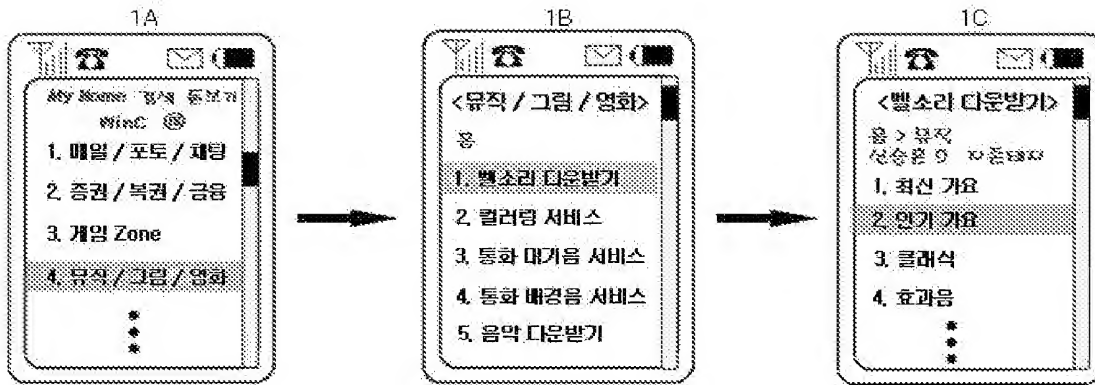 1A
My Home 검색 돋보기
WinC
1. 메일 / 포토 / 채팅
2. 증권 / 복권 / 금융
3. 게임 Zone
4. 뮤직 / 그림 / 영화
1B
<뮤직 / 그림 / 영화>
홈
1. 벨소리 다운받기
2. 컬러링 서비스
3. 통화 대기음 서비스
4. 통화 배경음 서비스
5. 음악 다운받기
1C
<벨소리 다운받기>
홈 > 뮤직
1. 최신 가요
2. 인기 가요
3. 클래식
4. 효과음